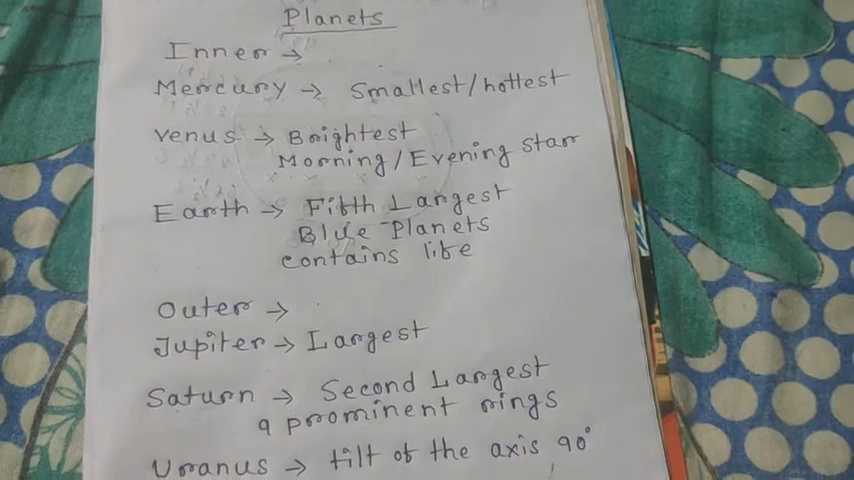 Planets
Inner →
Mercury → Smallest/hottest
Venus → Brightest
Morning/Evening Star
Earth → Fifth Largest
Blue Planets
contains life
Outer →
Jupiter → Largest
Saturn → Second Largest
9 prominent rings
Uranus → tilt of the axis 90°